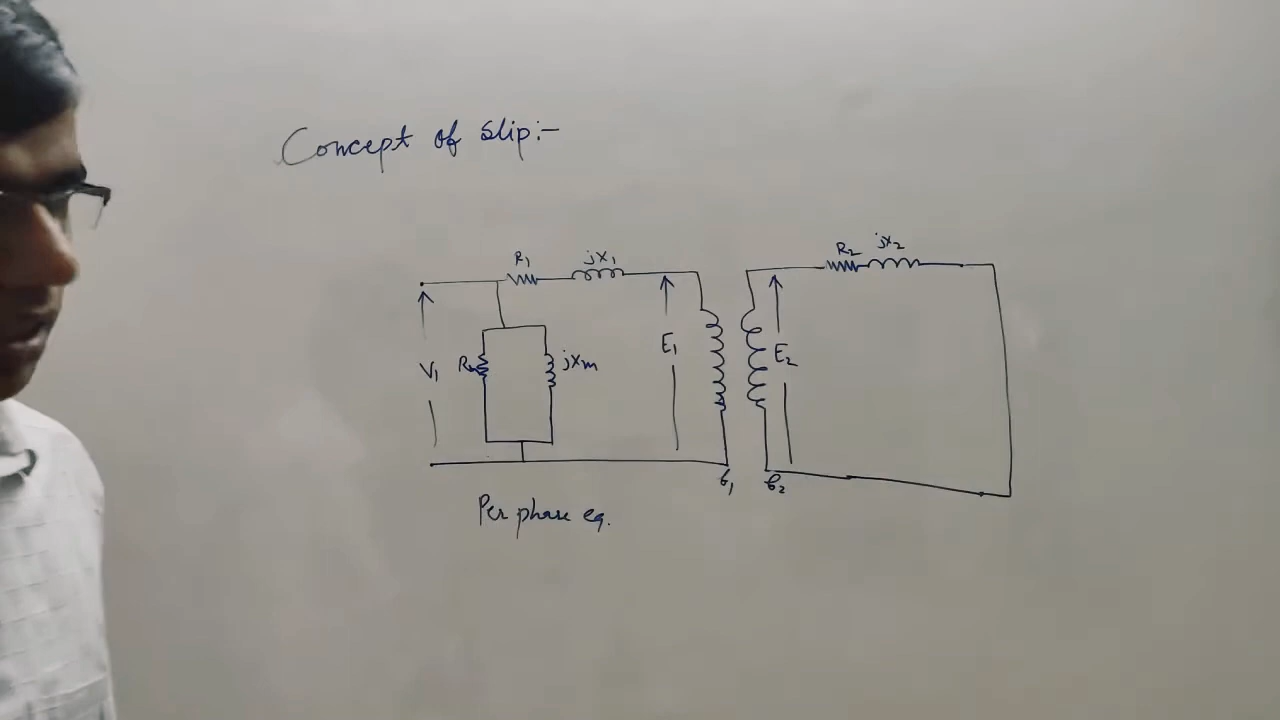 Concept of Slip:-
R₁ jX₁
R₂ jX₂
V₁
jXm
E₁
E₂
Per phase eq.